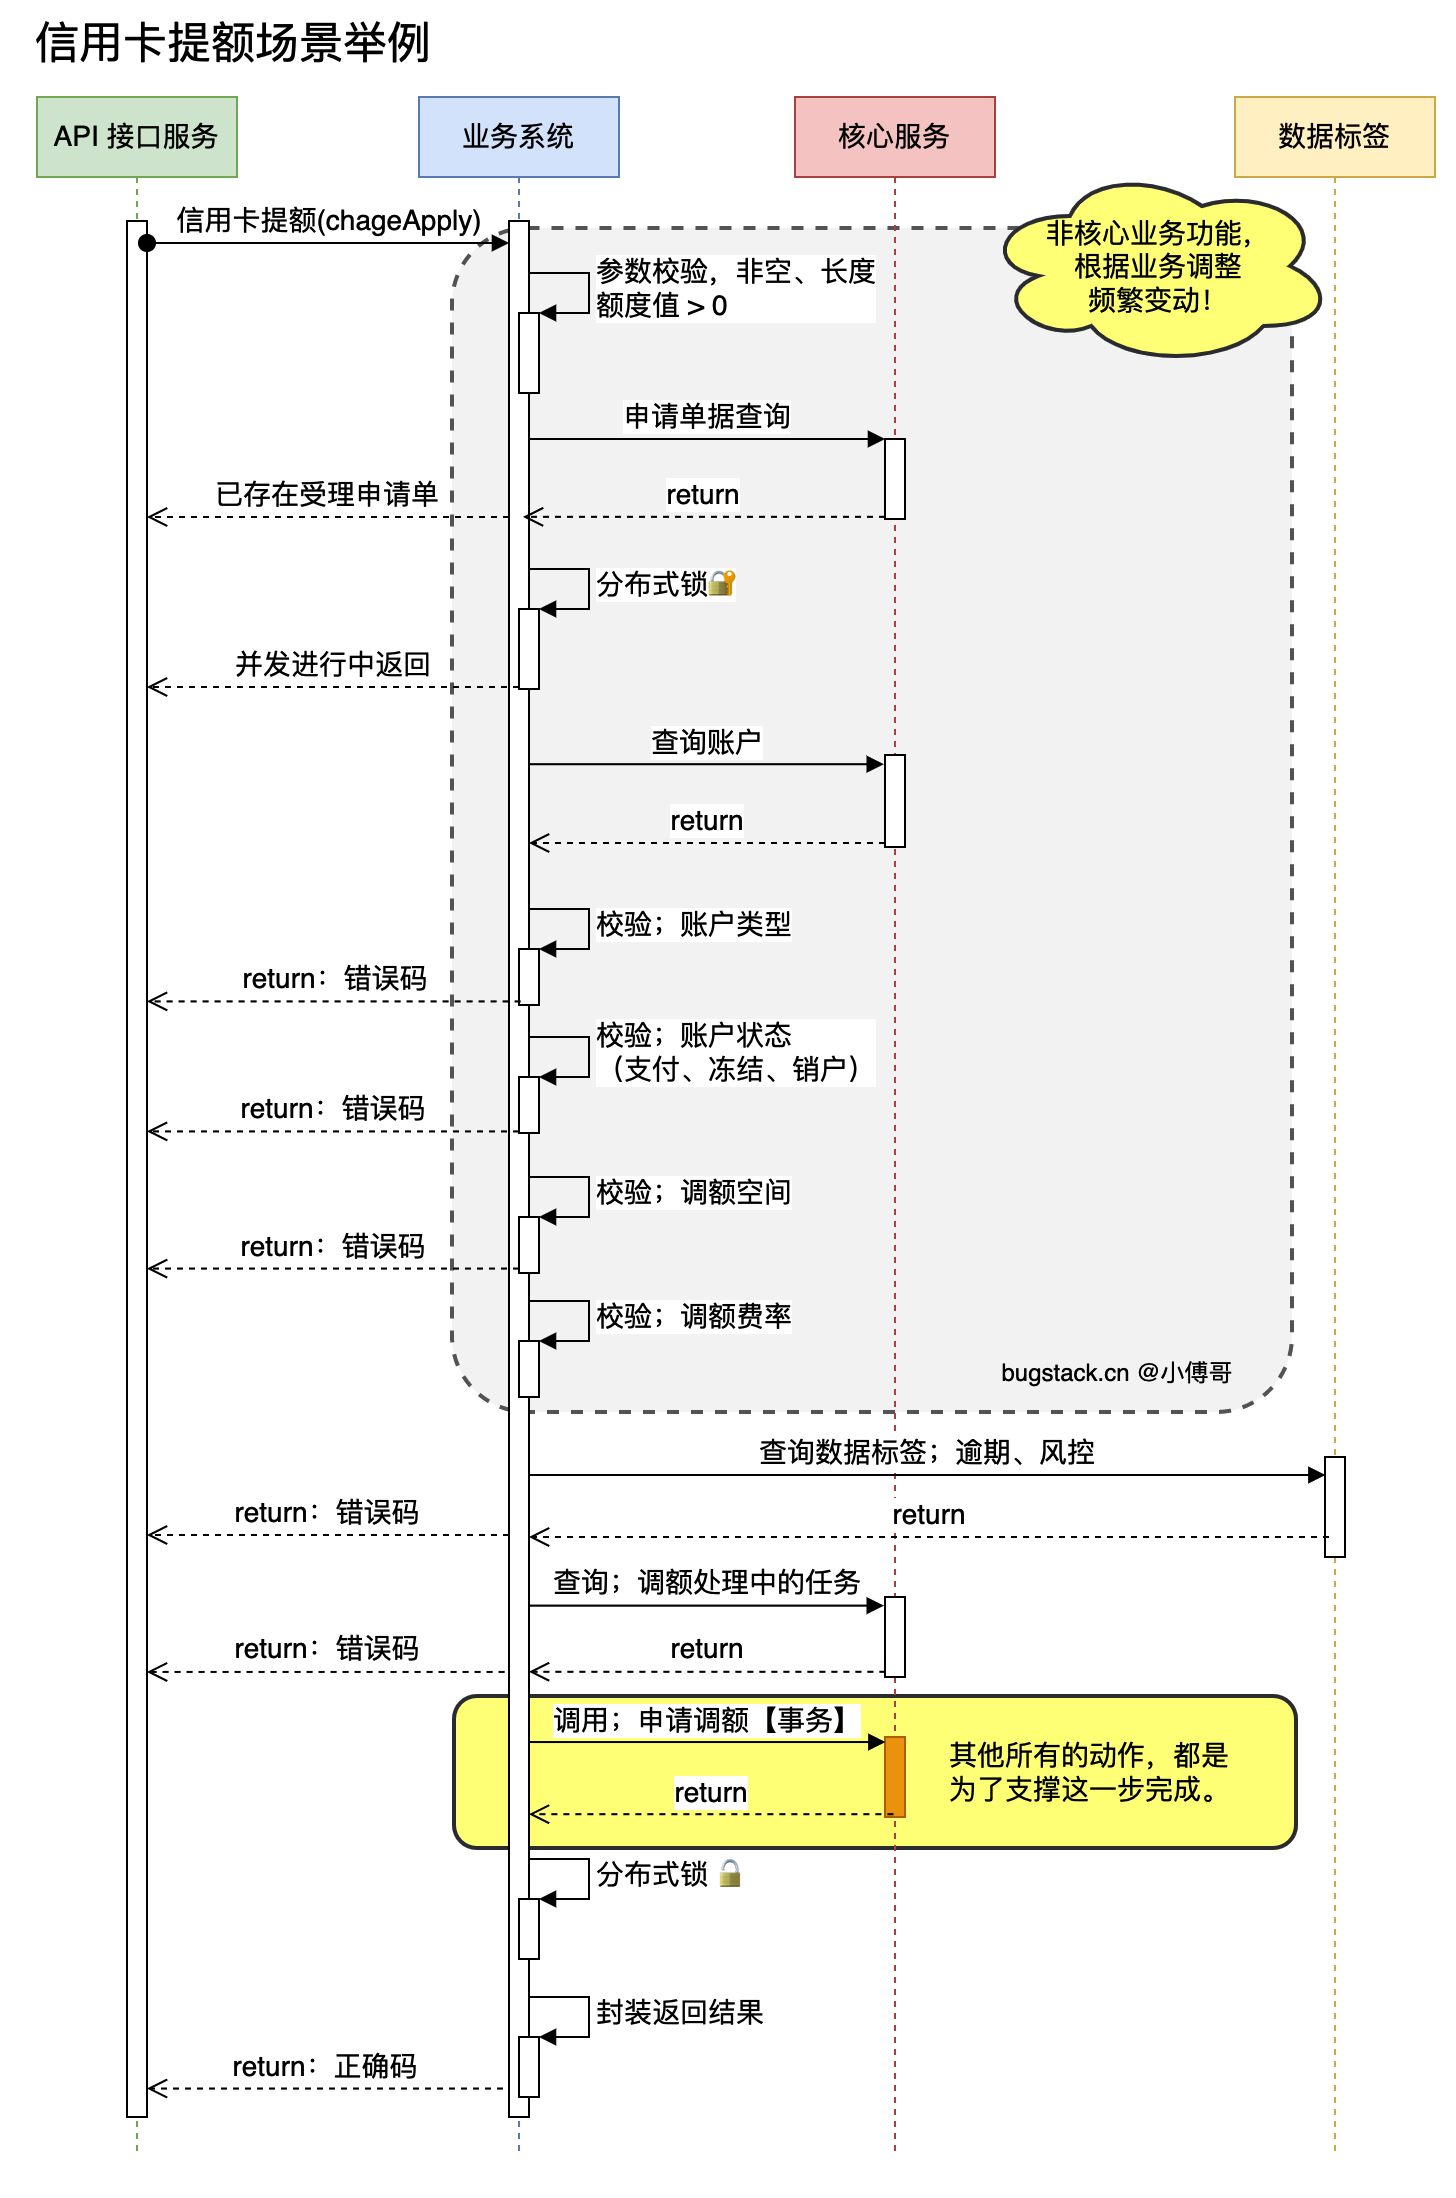 信用卡提额场景举例
API 接口服务
业务系统
核心服务
数据标签
信用卡提额(chageApply)
非核心业务功能，
根据业务调整
频繁变动！
参数校验，非空、长度
额度值 > 0
申请单据查询
已存在受理申请单
return
分布式锁🔐
并发进行中返回
查询账户
return
校验；账户类型
return：错误码
校验；账户状态
（支付、冻结、销户）
return：错误码
校验；调额空间
return：错误码
校验；调额费率
bugstack.cn @小傅哥
查询数据标签；逾期、风控
return：错误码
return
查询；调额处理中的任务
return：错误码
return
调用；申请调额【事务】
其他所有的动作，都是
为了支撑这一步完成。
return
分布式锁 🔓
封装返回结果
return：正确码